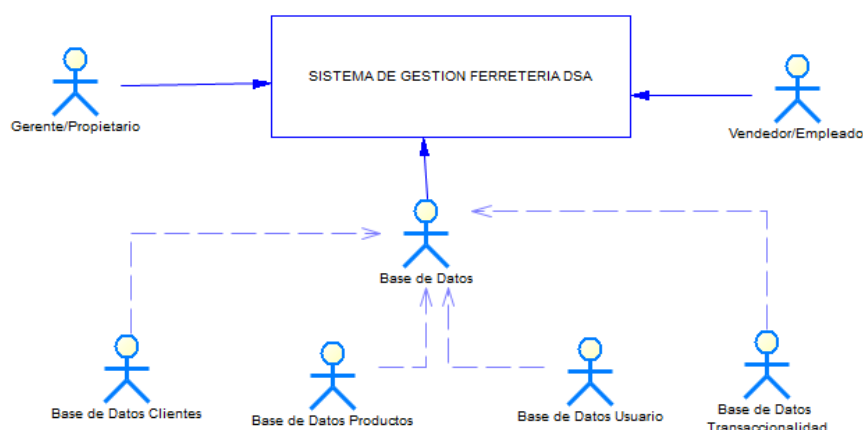 SISTEMA DE GESTION FERRETERIA DSA
Gerente/Propietario
Vendedor/Empleado
Base de Datos
Base de Datos Clientes
Base de Datos Productos
Base de Datos Usuario
Base de Datos
Transaccionalidad